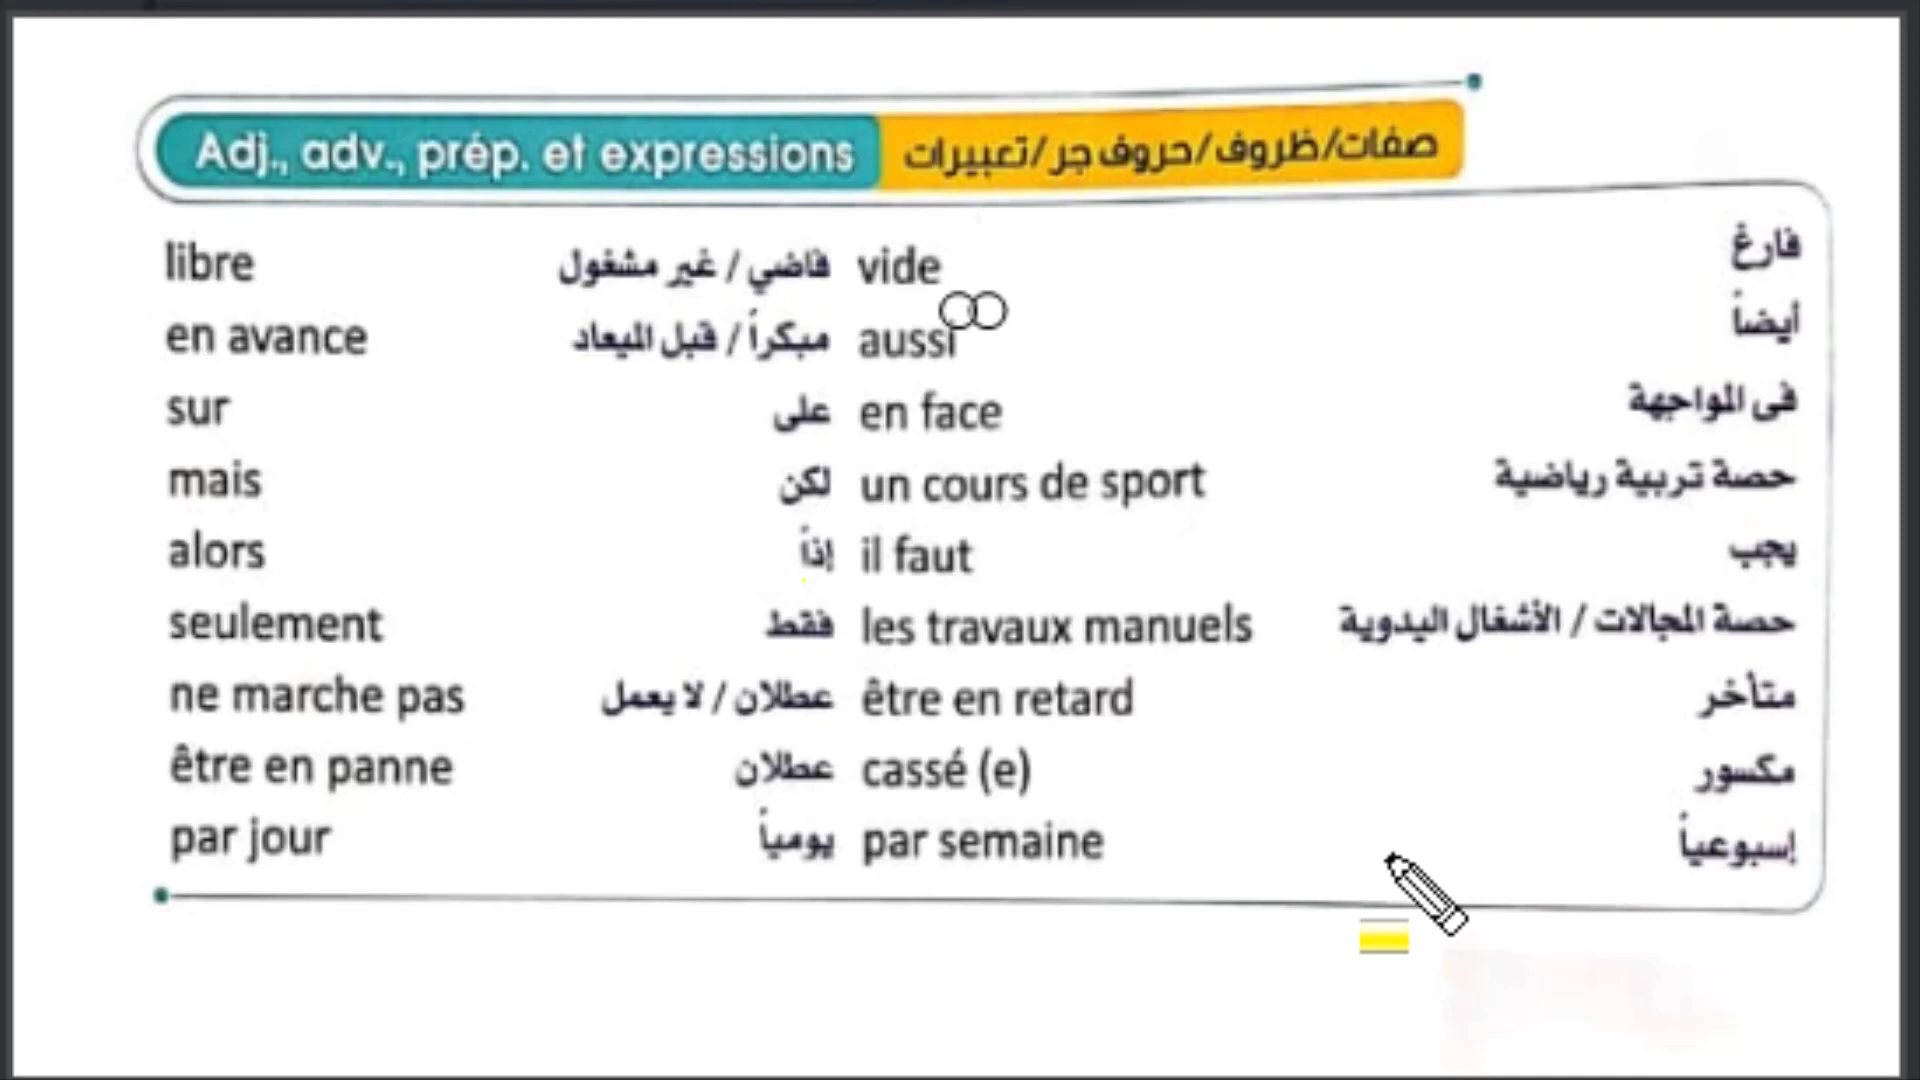 Adj., adv., prép. et expressions صفات/ظروف/حروف جر/تعبيرات
libre فاضي / غير مشغول vide فارغ
en avance مبكراً / قبل الميعاد aussi أيضاً
sur على en face فى المواجهة
mais لكن un cours de sport حصة تربية رياضية
alors إذاً il faut يجب
seulement فقط les travaux manuels حصة المجالات / الأشغال اليدوية
ne marche pas عطلان / لا يعمل être en retard متأخر
être en panne عطلان cassé (e) مكسور
par jour يومياً par semaine إسبوعياً